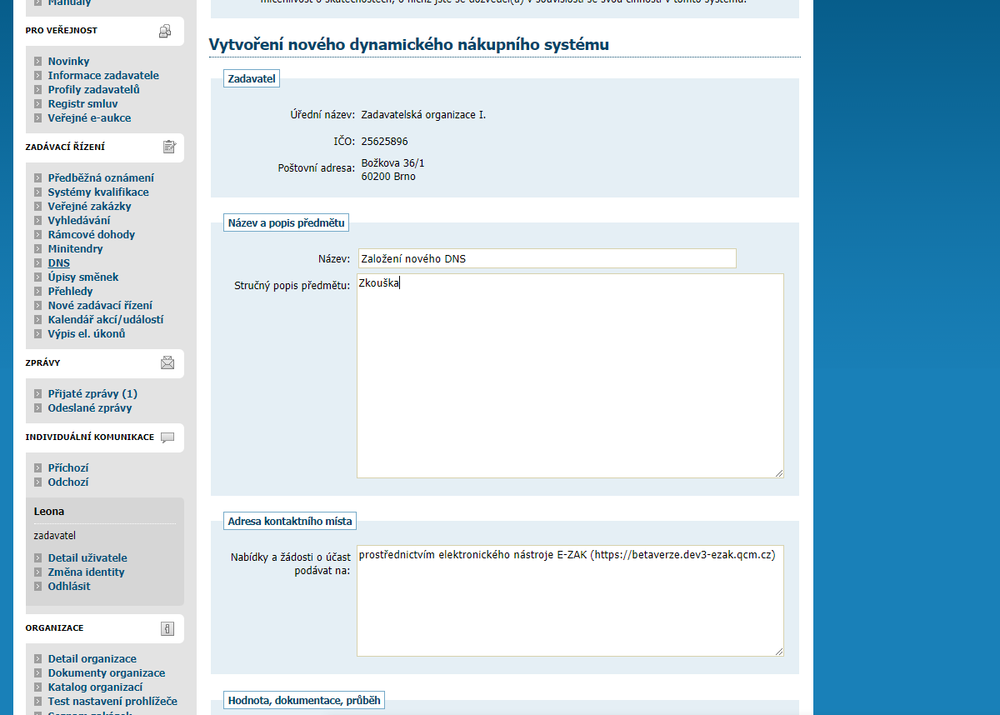 Manuály
PRO VEŘEJNOST
Novinky
Informace zadavatele
Profily zadavatelů
Registr smluv
Veřejné e-aukce
ZADÁVACÍ ŘÍZENÍ
Předběžná oznámení
Systémy kvalifikace
Veřejné zakázky
Vyhledávání
Rámcové dohody
Minitendry
DNS
Úpisy směnek
Přehledy
Nové zadávací řízení
Kalendář akcí/událostí
Výpis el. úkonů
ZPRÁVY
Přijaté zprávy (1)
Odeslané zprávy
INDIVIDUÁLNÍ KOMUNIKACE
Příchozí
Odchozí
Leona
zadavatel
Detail uživatele
Změna identity
Odhlásit
ORGANIZACE
Detail organizace
Dokumenty organizace
Katalog organizací
Test nastavení prohlížeče
Seznam zakázek
mlčenlivost o skutečnostech, o nichž jste se dozvěděl(a) v souvislosti se svou činností v tomto systému.
Vytvoření nového dynamického nákupního systému
Zadavatel
Úřední název: Zadavatelská organizace I.
IČO: 25625896
Poštovní adresa: Božkova 36/1
60200 Brno
Název a popis předmětu
Název: Založení nového DNS
Stručný popis předmětu: Zkouška
Adresa kontaktního místa
Nabídky a žádosti o účast podávat na: prostřednictvím elektronického nástroje E-ZAK (https://betaverze.dev3-ezak.qcm.cz)
Hodnota, dokumentace, průběh